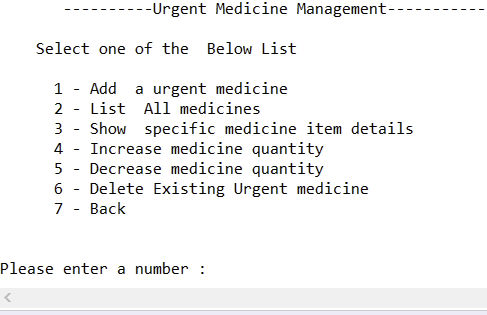 ----------Urgent Medicine Management-----------
Select one of the  Below List
1 - Add  a urgent medicine
2 - List  All medicines
3 - Show  specific medicine item details
4 - Increase medicine quantity
5 - Decrease medicine quantity
6 - Delete Existing Urgent medicine
7 - Back
Please enter a number :